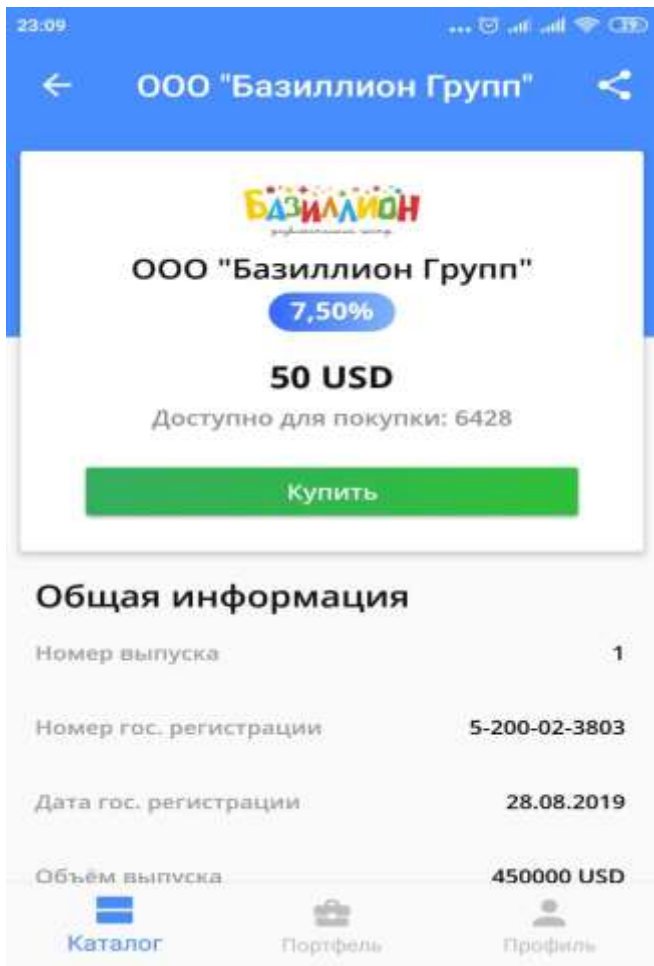 23:09
39
ООО "Базиллион Групп"
БАЗИЛЛИОН
ООО "Базиллион Групп"
7,50%
50 USD
Доступно для покупки: 6428
Купить
Общая информация
Номер выпуска
1
Номер гос. регистрации
5-200-02-3803
Дата гос. регистрации
28.08.2019
Объём выпуска
450000 USD
Каталог
Портфель
Профиль